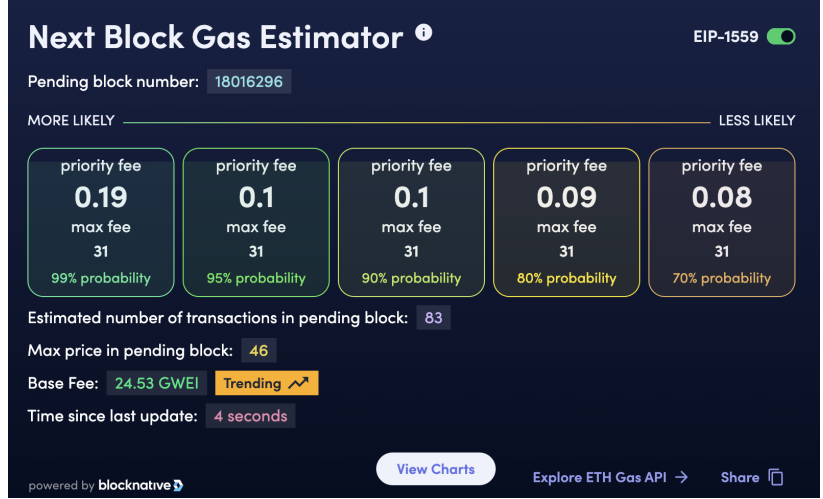 Next Block Gas Estimator
EIP-1559
Pending block number: 18016296
MORE LIKELY LESS LIKELY
priority fee priority fee priority fee priority fee priority fee
0.19 0.1 0.1 0.09 0.08
max fee max fee max fee max fee max fee
31 31 31 31 31
99% probability 95% probability 90% probability 80% probability 70% probability
Estimated number of transactions in pending block: 83
Max price in pending block: 46
Base Fee: 24.53 GWEI Trending
Time since last update: 4 seconds
View Charts
Explore ETH Gas API Share
powered by blocknative